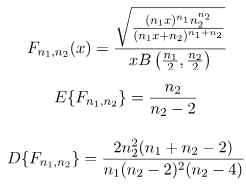 F_{n_1,n_2}(x) = \frac{\sqrt{\frac{(n_1 x)^{n_1} n_2^{n_2}}{(n_1 x + n_2)^{n_1+n_2}}}}{x B\left(\frac{n_1}{2}, \frac{n_2}{2}\right)}
E\{F_{n_1,n_2}\} = \frac{n_2}{n_2 - 2}
D\{F_{n_1,n_2}\} = \frac{2n_2^2(n_1 + n_2 - 2)}{n_1(n_2 - 2)^2(n_2 - 4)}